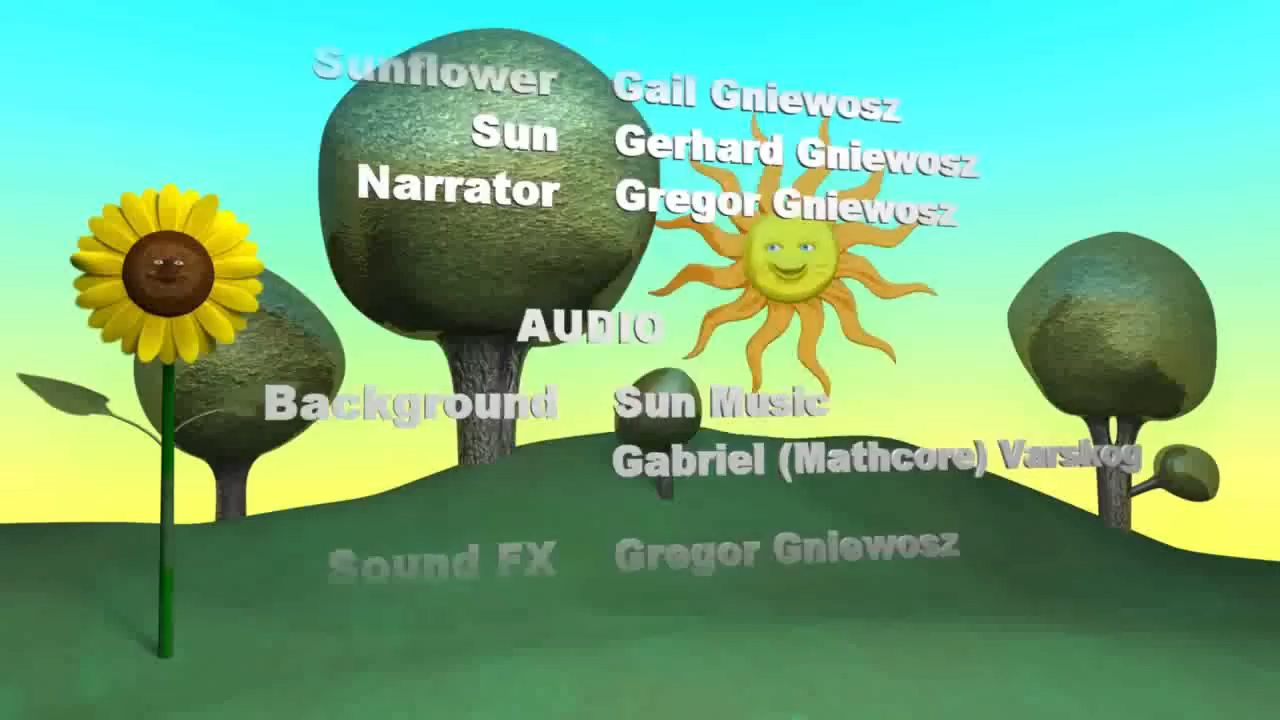 Sunflower Gail Gniewosz
Sun Gerhard Gniewosz
Narrator Gregor Gniewosz
AUDIO
Background Sun Music
Gabriel (Mathcore) Varskog
Sound FX Gregor Gniewosz